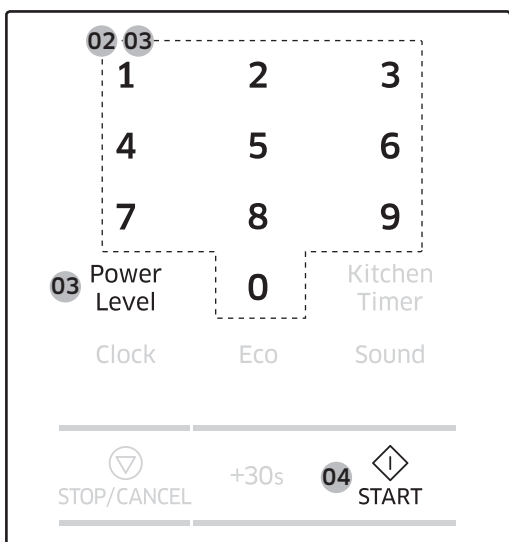 02 03
1 2 3
4 5 6
7 8 9
03 Power Level 0 Kitchen Timer
Clock Eco Sound
STOP/CANCEL +30s 04 START